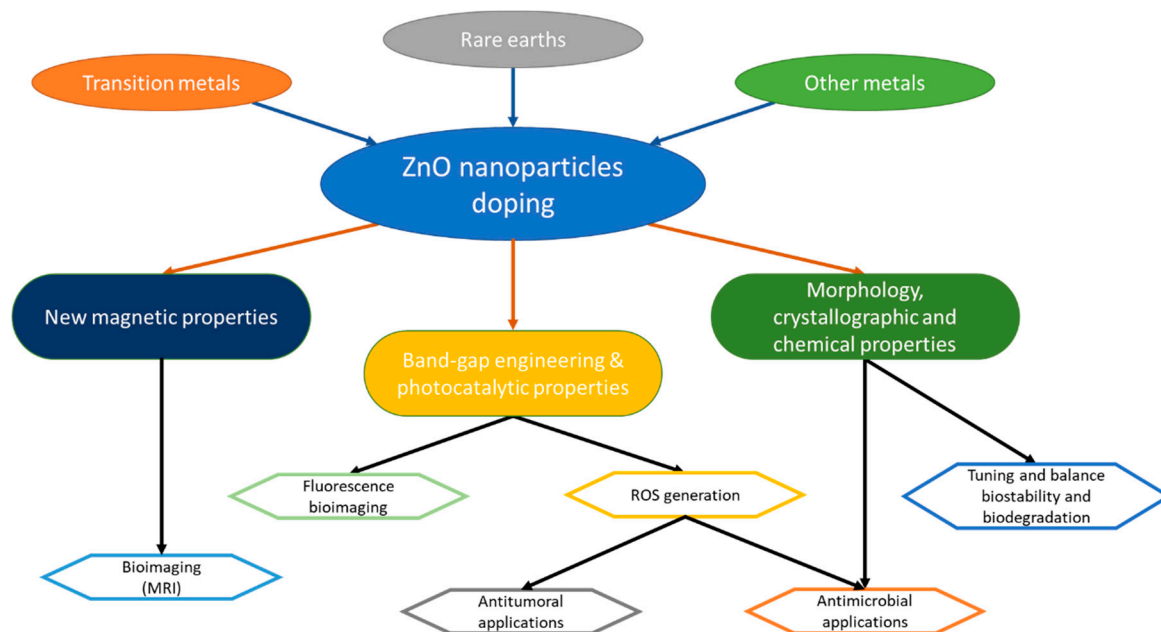 Rare earths
Transition metals
Other metals
ZnO nanoparticles
doping
New magnetic properties
Morphology,
crystallographic and
chemical properties
Band-gap engineering &
photocatalytic properties
Fluorescence
bioimaging
ROS generation
Tuning and balance
biostability and
biodegradation
Bioimaging
(MRI)
Antitumoral
applications
Antimicrobial
applications